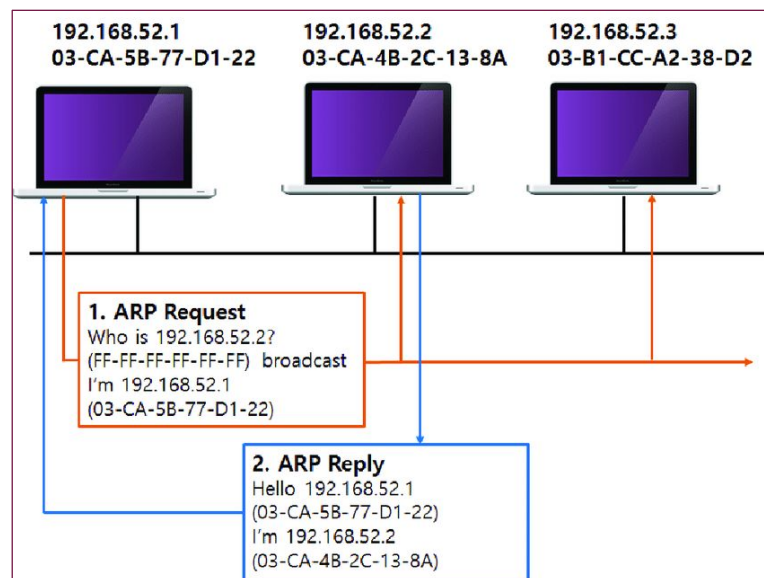 192.168.52.1
03-CA-5B-77-D1-22
192.168.52.2
03-CA-4B-2C-13-8A
192.168.52.3
03-B1-CC-A2-38-D2
1. ARP Request
Who is 192.168.52.2?
(FF-FF-FF-FF-FF-FF) broadcast
I'm 192.168.52.1
(03-CA-5B-77-D1-22)
2. ARP Reply
Hello 192.168.52.1
(03-CA-5B-77-D1-22)
I'm 192.168.52.2
(03-CA-4B-2C-13-8A)